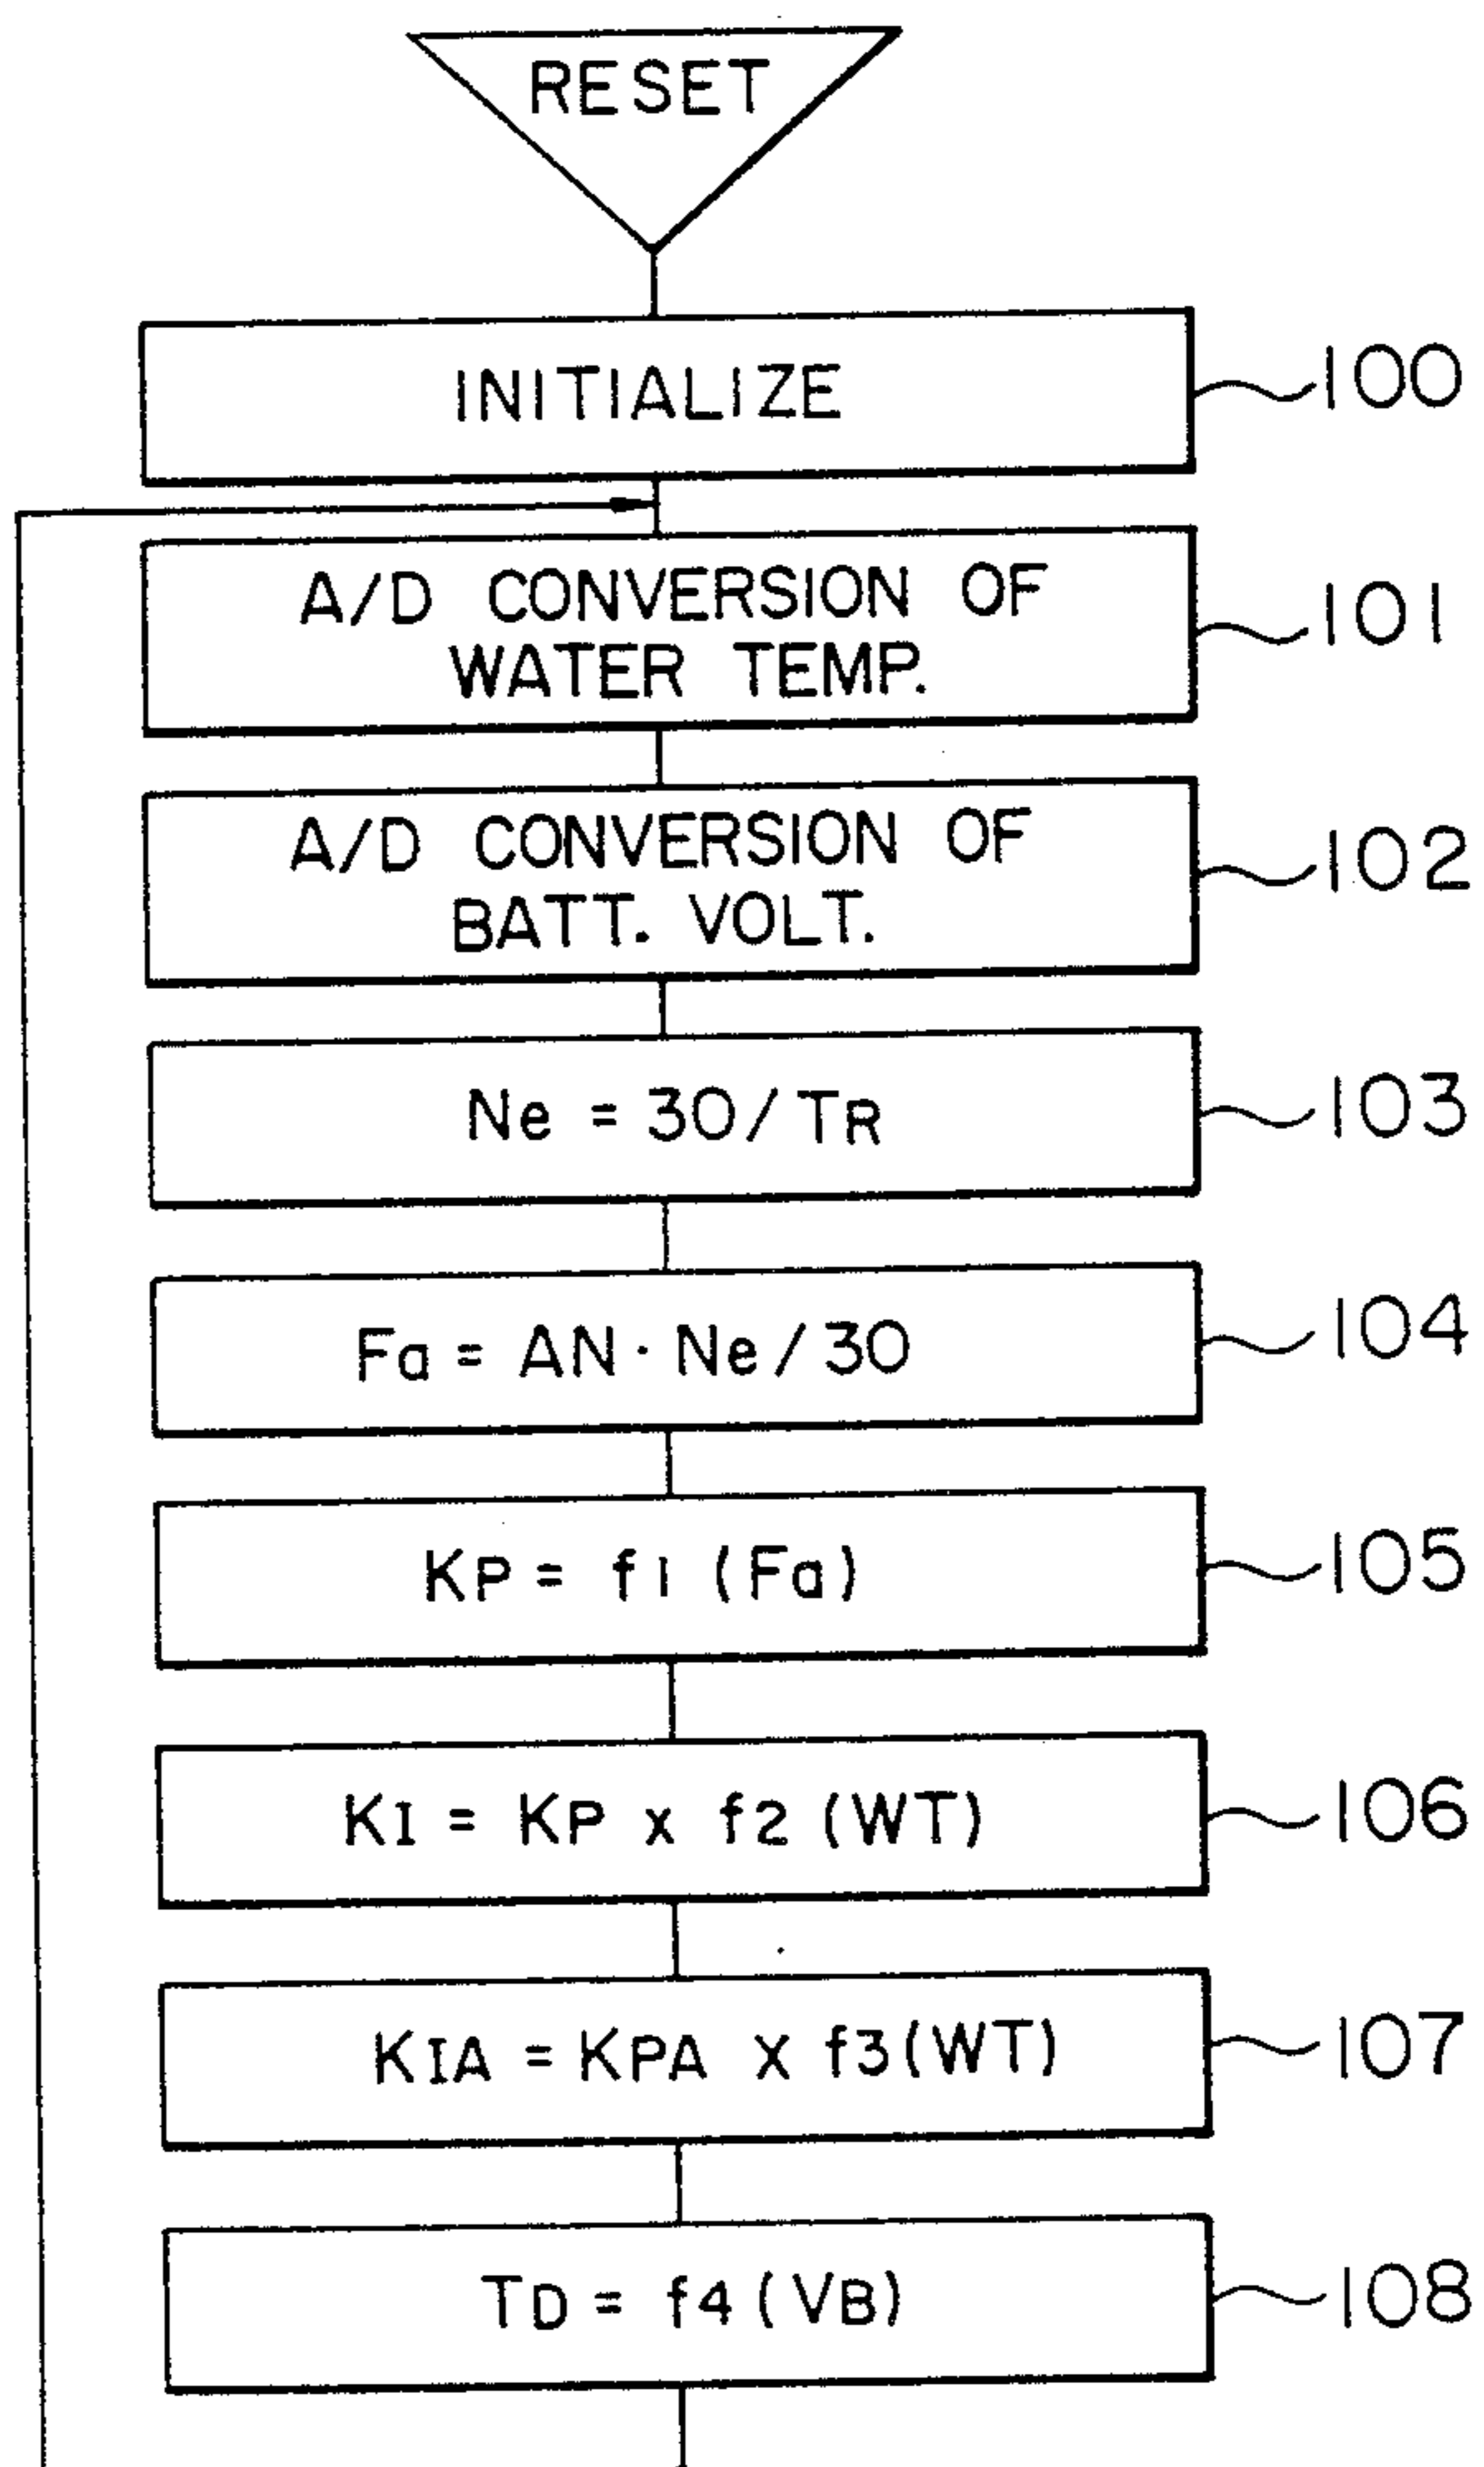 RESET
INITIALIZE
100
A/D CONVERSION OF
WATER TEMP.
101
A/D CONVERSION OF
BATT. VOLT.
102
Ne = 30/TR
103
Fa = AN · Ne/30
104
KP = f1 (Fa)
105
KI = KP x f2 (WT)
106
KIA = KPA x f3(WT)
107
TD = f4 (VB)
108